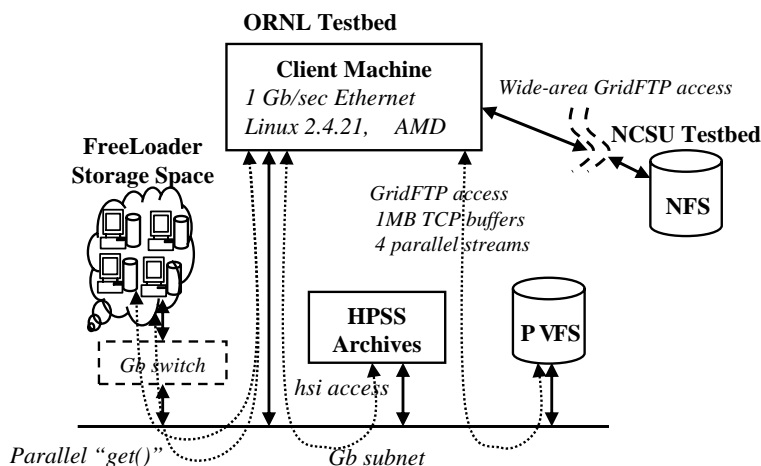 ORNL Testbed
Client Machine
1 Gb/sec Ethernet
Linux 2.4.21, AMD
Wide-area GridFTP access
NCSU Testbed
NFS
FreeLoader
Storage Space
GridFTP access
1MB TCP buffers
4 parallel streams
HPSS
Archives
PVFS
Gb switch
hsi access
Parallel “get()”
Gb subnet